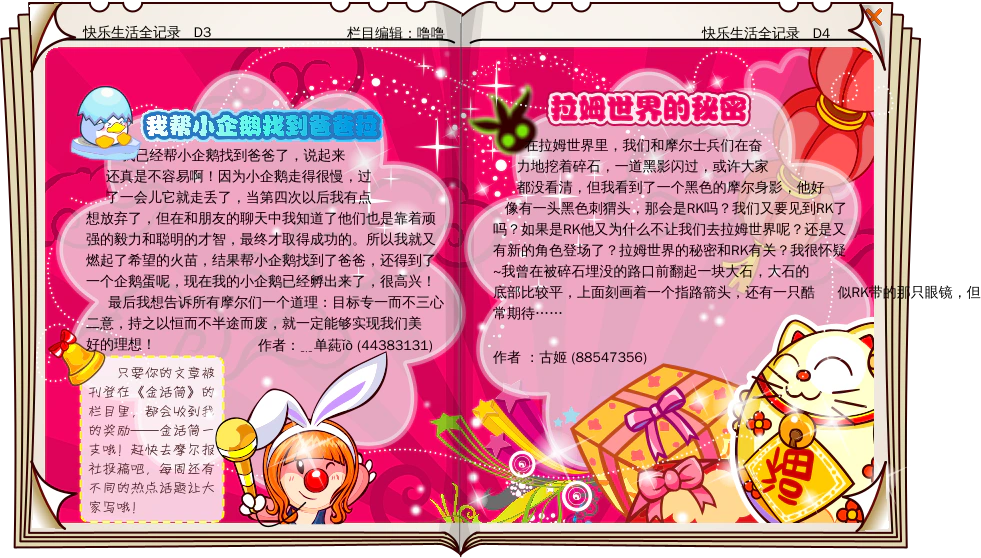 快乐生活全记录 D3
栏目编辑：噜噜
我帮小企鹅找到爸爸拉
我已经帮小企鹅找到爸爸了，说起来
还真是不容易啊！因为小企鹅走得很慢，过
了一会儿它就走丢了，当第四次以后我有点
想放弃了，但在和朋友的聊天中我知道了他们也是靠着顽
强的毅力和聪明的才智，最终才取得成功的。所以我就又
燃起了希望的火苗，结果帮小企鹅找到了爸爸，还得到了
一个企鹅蛋呢，现在我的小企鹅已经孵出来了，很高兴！
最后我想告诉所有摩尔们一个道理：目标专一而不三心
二意，持之以恒而不半途而废，就一定能够实现我们美
好的理想！
作者：灬单蒓ìò (44383131)
只要你的文章被
刊登在《金话筒》的
栏目里，都会收到我
的奖励——金话筒一
支哦！赶快去摩尔报
社投稿吧，每周还有
不同的热点话题让大
家写哦！
快乐生活全记录 D4
拉姆世界的秘密
在拉姆世界里，我们和摩尔士兵们在奋
力地挖着碎石，一道黑影闪过，或许大家
都没看清，但我看到了一个黑色的摩尔身影，他好
像有一头黑色刺猬头，那会是RK吗？我们又要见到RK了
吗？如果是RK他又为什么不让我们去拉姆世界呢？还是又
有新的角色登场了？拉姆世界的秘密和RK有关？我很怀疑
~我曾在被碎石埋没的路口前翻起一块大石，大石的
底部比较平，上面刻画着一个指路箭头，还有一只酷 似RK带的那只眼镜，但
常期待……
作者 ：古姬 (88547356)
福